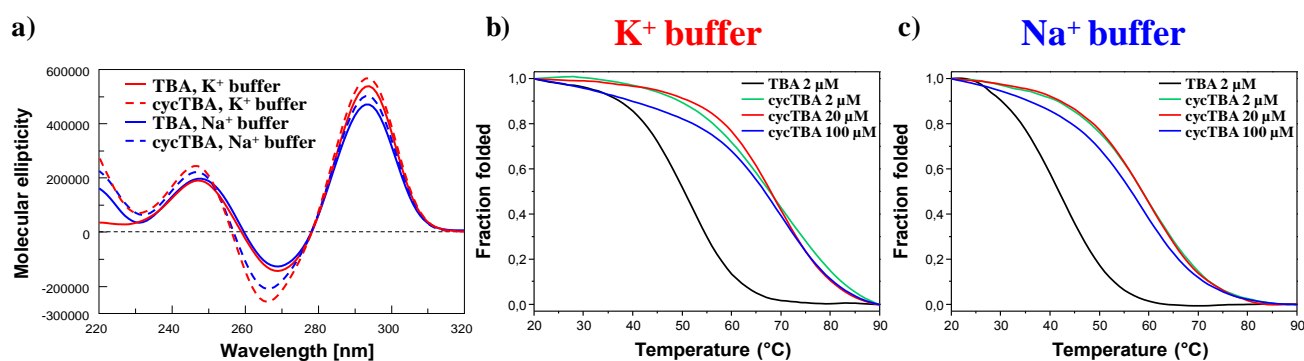 a)
Molecular ellipticity
600000
400000
200000
0
-100000
-300000
TBA, K⁺ buffer
cycTBA, K⁺ buffer
TBA, Na⁺ buffer
cycTBA, Na⁺ buffer
220 240 260 280 300 320
Wavelength [nm]
b)
K⁺ buffer
Fraction folded
1,0
0,8
0,6
0,4
0,2
0,0
TBA 2 µM
cycTBA 2 µM
cycTBA 20 µM
cycTBA 100 µM
20 30 40 50 60 70 80 90
Temperature (°C)
c)
Na⁺ buffer
Fraction folded
1,0
0,8
0,6
0,4
0,2
0,0
TBA 2 µM
cycTBA 2 µM
cycTBA 20 µM
cycTBA 100 µM
20 30 40 50 60 70 80 90
Temperature (°C)